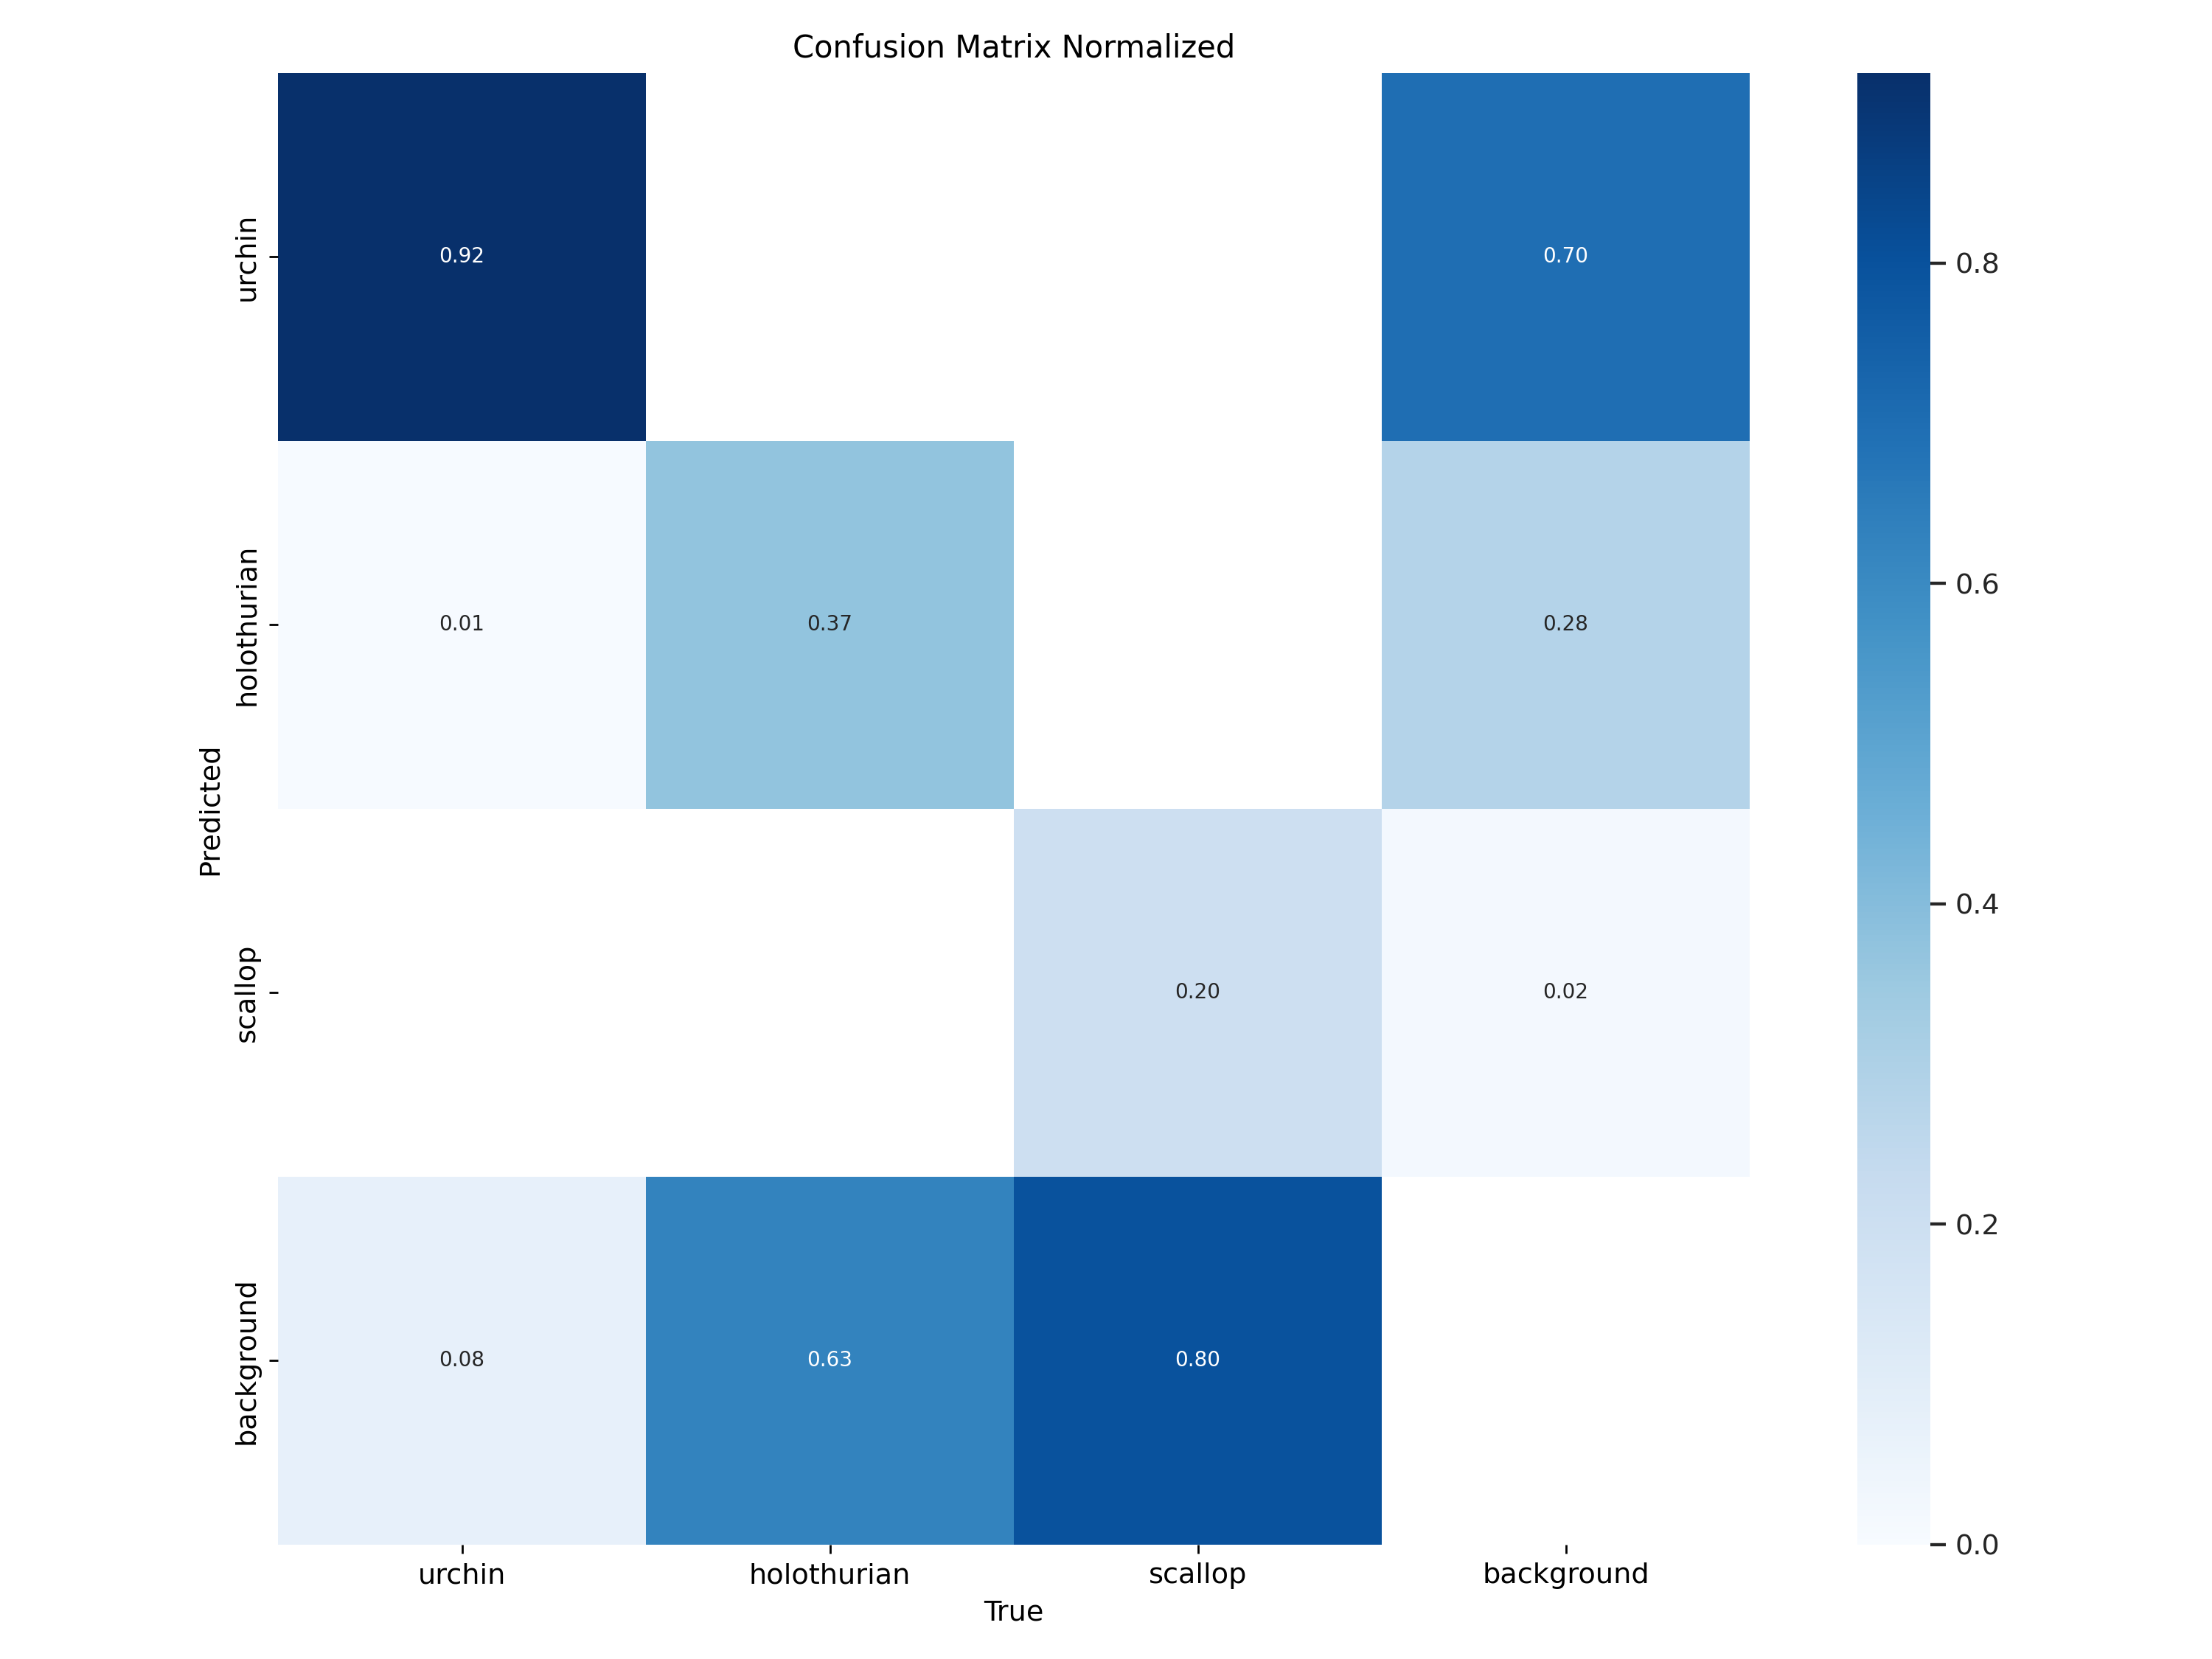 Confusion Matrix Normalized
urchin
0.92
0.70
holothurian
0.01
0.37
0.28
scallop
0.20
0.02
background
0.08
0.63
0.80
Predicted
urchin holothurian scallop background
True
0.8
0.6
0.4
0.2
0.0